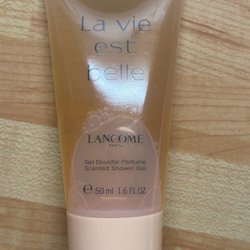 La vie
est
belle
LANCÔME
PARIS
Gel Douche Parfumé
Scented Shower Gel
e 50 ml 1.6 FL.OZ.